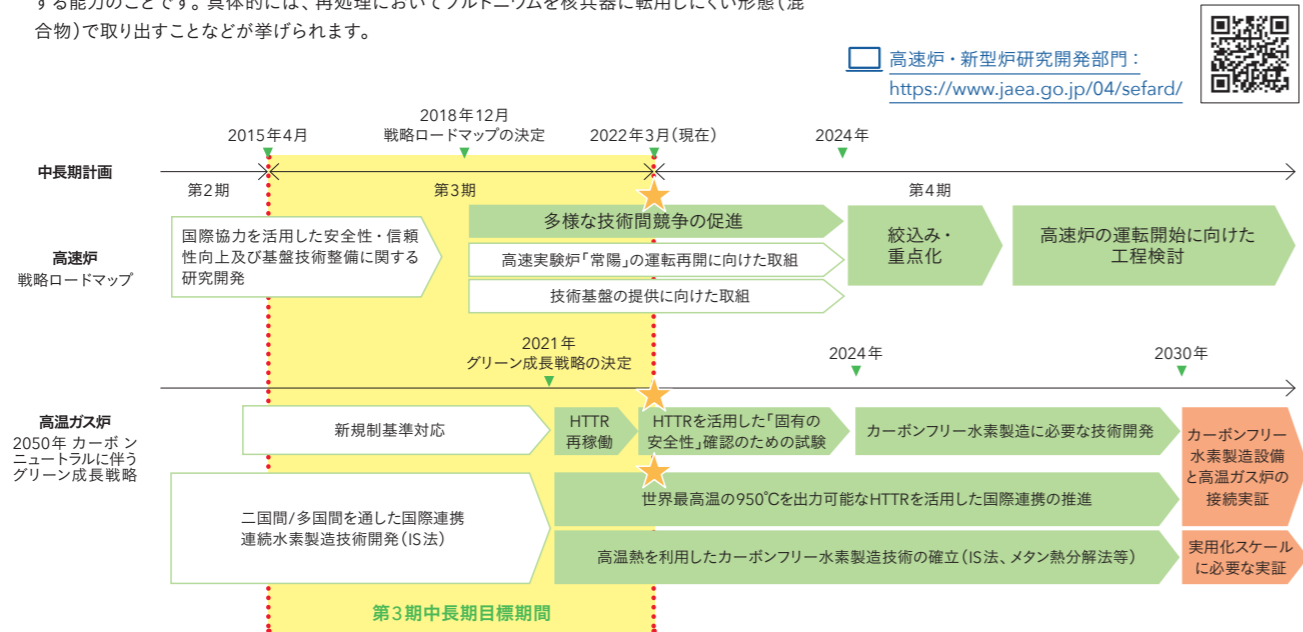 する能力のことです。具体的には、再処理においてプルトニウムを核兵器に転用しにくい形態（混
合物）で取り出すことなどが挙げられます。
高速炉・新型炉研究開発部門：
https://www.jaea.go.jp/04/sefard/
2015年4月
2018年12月
戦略ロードマップの決定
2022年3月（現在）
2024年
中長期計画
第2期
第3期
第4期
高速炉
戦略ロードマップ
国際協力を活用した安全性・信頼
性向上及び基盤技術整備に関する
研究開発
多様な技術間競争の促進
高速実験炉「常陽」の運転再開に向けた取組
技術基盤の提供に向けた取組
絞込み・
重点化
高速炉の運転開始に向けた
工程検討
2021年
グリーン成長戦略の決定
2024年
2030年
高温ガス炉
2050年 カーボン
ニュートラルに伴う
グリーン成長戦略
新規制基準対応
HTTR
再稼働
HTTRを活用した「固有の
安全性」確認のための試験
カーボンフリー水素製造に必要な技術開発
カーボンフリー
水素製造設備
と高温ガス炉の
接続実証
二国間/多国間を通した国際連携
連続水素製造技術開発（IS法）
世界最高温の950℃を出力可能なHTTRを活用した国際連携の推進
高温熱を利用したカーボンフリー水素製造技術の確立（IS法、メタン熱分解法等）
実用化スケール
に必要な実証
第3期中長期目標期間